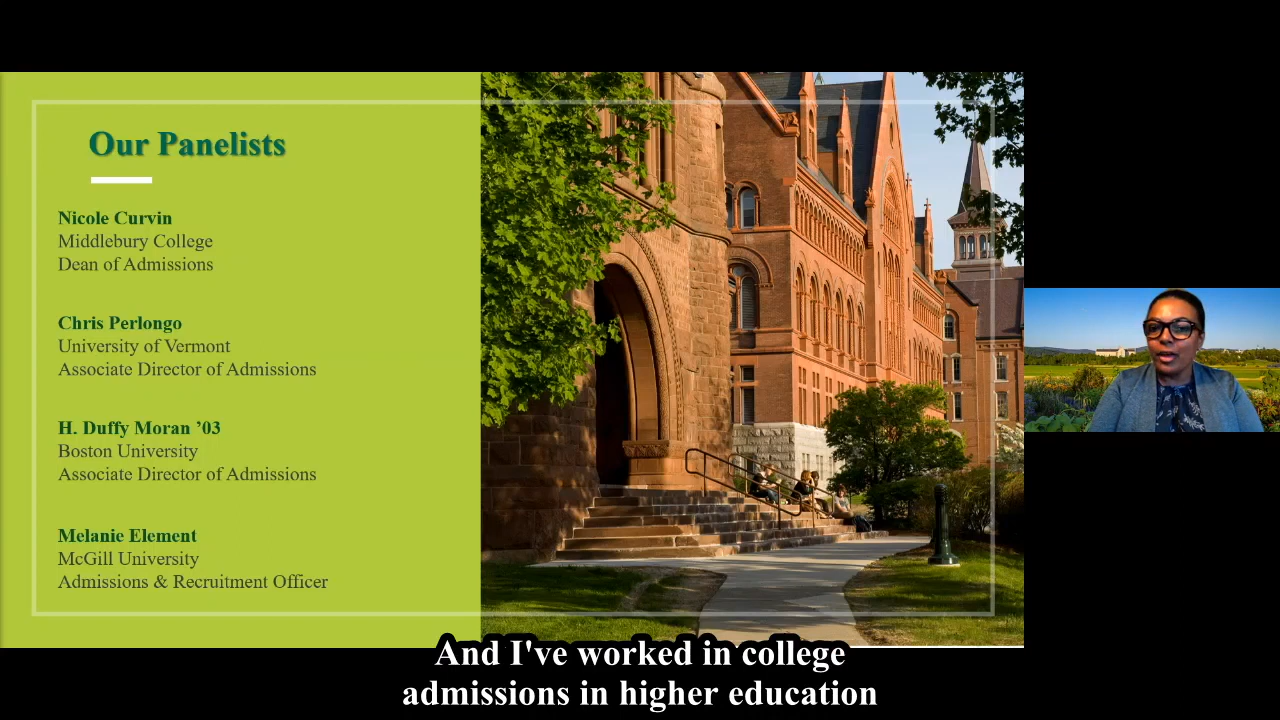 Our Panelists
Nicole Curvin
Middlebury College
Dean of Admissions
Chris Perlongo
University of Vermont
Associate Director of Admissions
H. Duffy Moran ’03
Boston University
Associate Director of Admissions
Melanie Element
McGill University
Admissions & Recruitment Officer
And I've worked in college
admissions in higher education